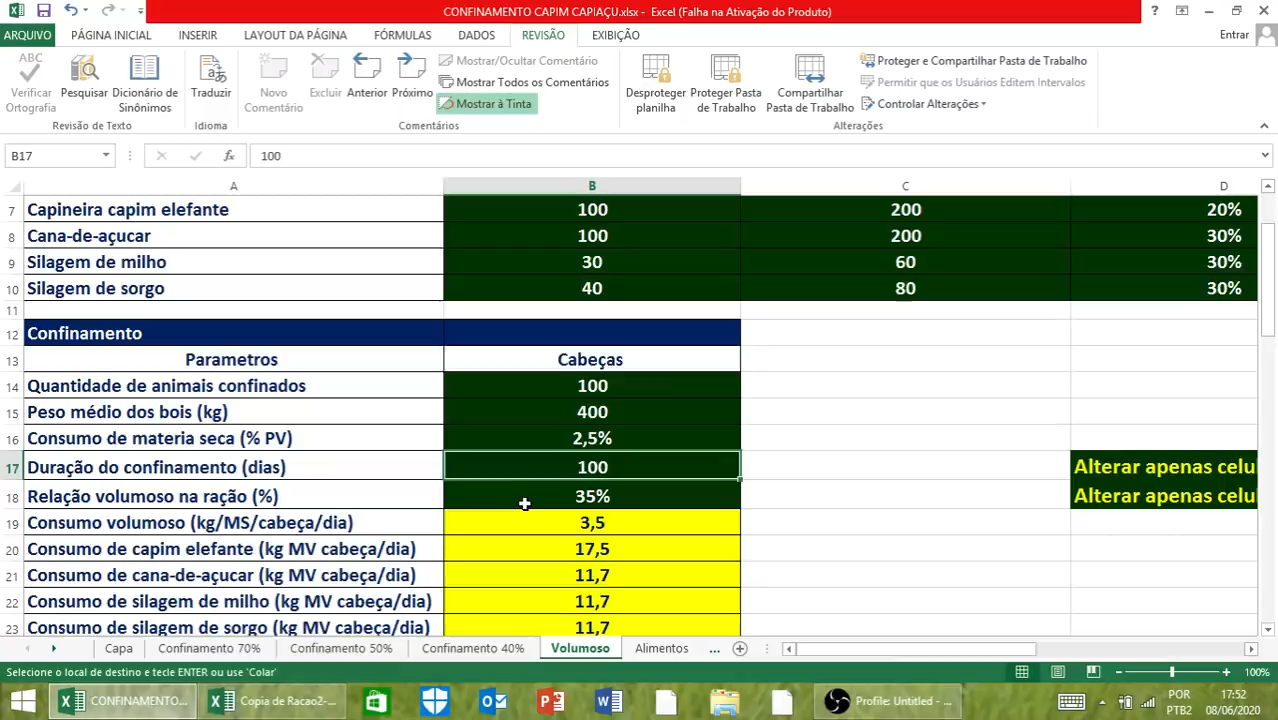 CONFINAMENTO CAPIM CAPIAÇU.xlsx - Excel (Falha na Ativação do Produto)
?
ARQUIVO PÁGINA INICIAL INSERIR LAYOUT DA PÁGINA FÓRMULAS DADOS REVISÃO EXIBIÇÃO Entrar
ABC
Verificar Ortografia
Pesquisar
Dicionário de Sinônimos
Traduzir
Novo Comentário
Excluir
Anterior
Próximo
Mostrar/Ocultar Comentário
Mostrar Todos os Comentários
Mostrar à Tinta
Desproteger planilha
Proteger Pasta de Trabalho
Compartilhar Pasta de Trabalho
Proteger e Compartilhar Pasta de Trabalho
Permitir que os Usuários Editem Intervalos
Controlar Alterações
Revisão de Texto Idioma Comentários Alterações
B17 fx 100
A B C D
7 Capineira capim elefante 100 200 20%
8 Cana-de-açucar 100 200 30%
9 Silagem de milho 30 60 30%
10 Silagem de sorgo 40 80 30%
11
12 Confinamento
13 Parametros Cabeças
14 Quantidade de animais confinados 100
15 Peso médio dos bois (kg) 400
16 Consumo de materia seca (% PV) 2,5%
17 Duração do confinamento (dias) 100 Alterar apenas celu
18 Relação volumoso na ração (%) 35% Alterar apenas celu
19 Consumo volumoso (kg/MS/cabeça/dia) 3,5
20 Consumo de capim elefante (kg MV cabeça/dia) 17,5
21 Consumo de cana-de-açucar (kg MV cabeça/dia) 11,7
22 Consumo de silagem de milho (kg MV cabeça/dia) 11,7
23 Consumo de silagem de sorgo (kg MV cabeça/dia) 11,7
Capa Confinamento 70% Confinamento 50% Confinamento 40% Volumoso Alimentos ...
Selecione o local de destino e tecle ENTER ou use 'Colar' 100%
CONFINAMENTO... Copia de Racao2-... Profile: Untitled - ... POR 17:52
PTB2 08/06/2020